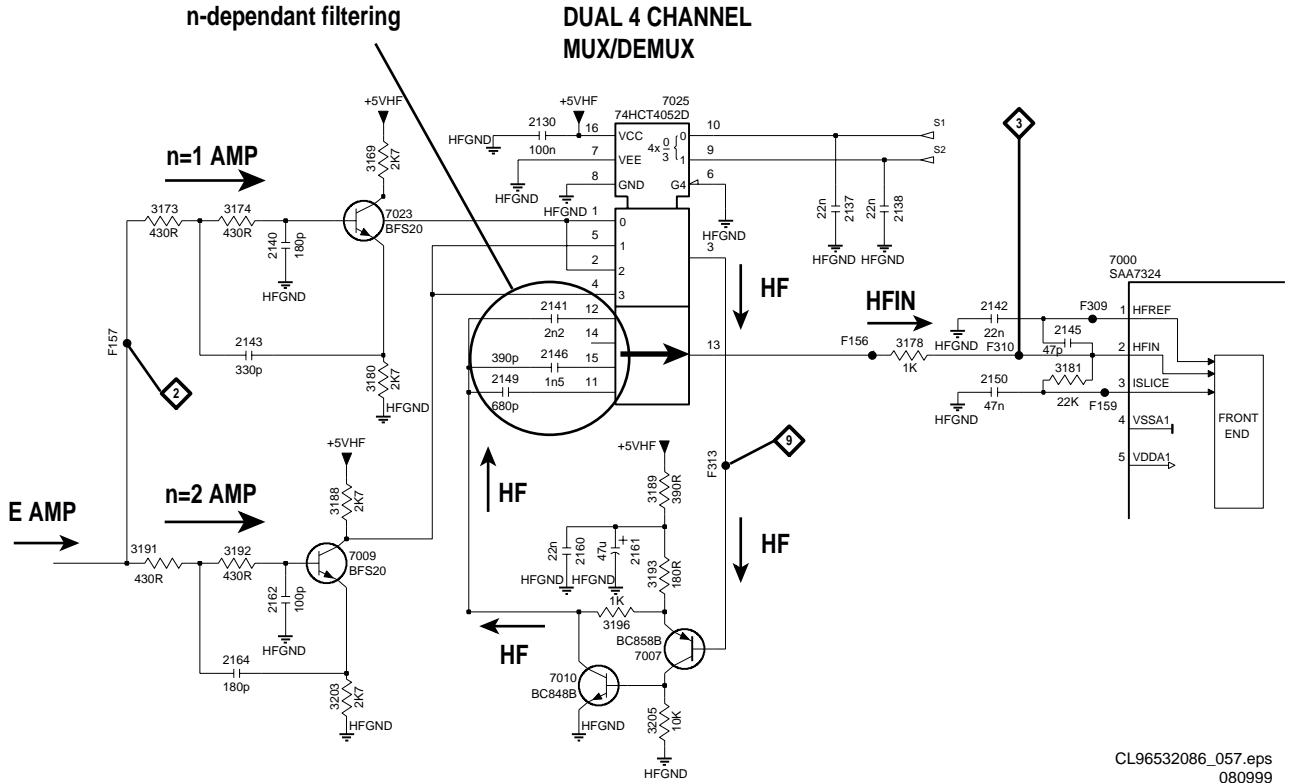 n-dependant filtering
DUAL 4 CHANNEL
MUX/DEMUX
+5VHF
3169
2K7
n=1 AMP
3173
430R
3174
430R
2140
180p
HFGND
7023
BFS20
2143
330p
3180
2K7
HFGND
F157
2
+5VHF
HFGND
2130
100n
HFGND
HFGND
7025
74HCT4052D
16
VCC
7
VEE
8
GND
4x 0/3 { 0
1
G4
10
9
6
HFGND
S1
S2
22n
2137
22n
2138
HFGND
HFGND
1
0
5
1
2
2
4
3
3
12
14
15
11
13
2141
2n2
390p
2146
1n5
2149
680p
HF
HFIN
F156
3178
1K
3
F310
HFGND
2142
22n
F309
2145
47p
3181
22K
HFGND
2150
47n
F159
7000
SAA7324
1
HFREF
2
HFIN
3
ISLICE
4
VSSA1
5
VDDA1
FRONT
END
E AMP
n=2 AMP
+5VHF
3188
2K7
3191
430R
3192
430R
2162
100p
HFGND
7009
BFS20
2164
180p
3203
2K7
HFGND
HF
+5VHF
3189
390R
22n
2160
47u
+
2161
HFGND
HFGND
3193
180R
1K
3196
HF
BC858B
7007
7010
BC848B
HFGND
3205
10K
HFGND
F313
9
HF
CL96532086_057.eps
080999